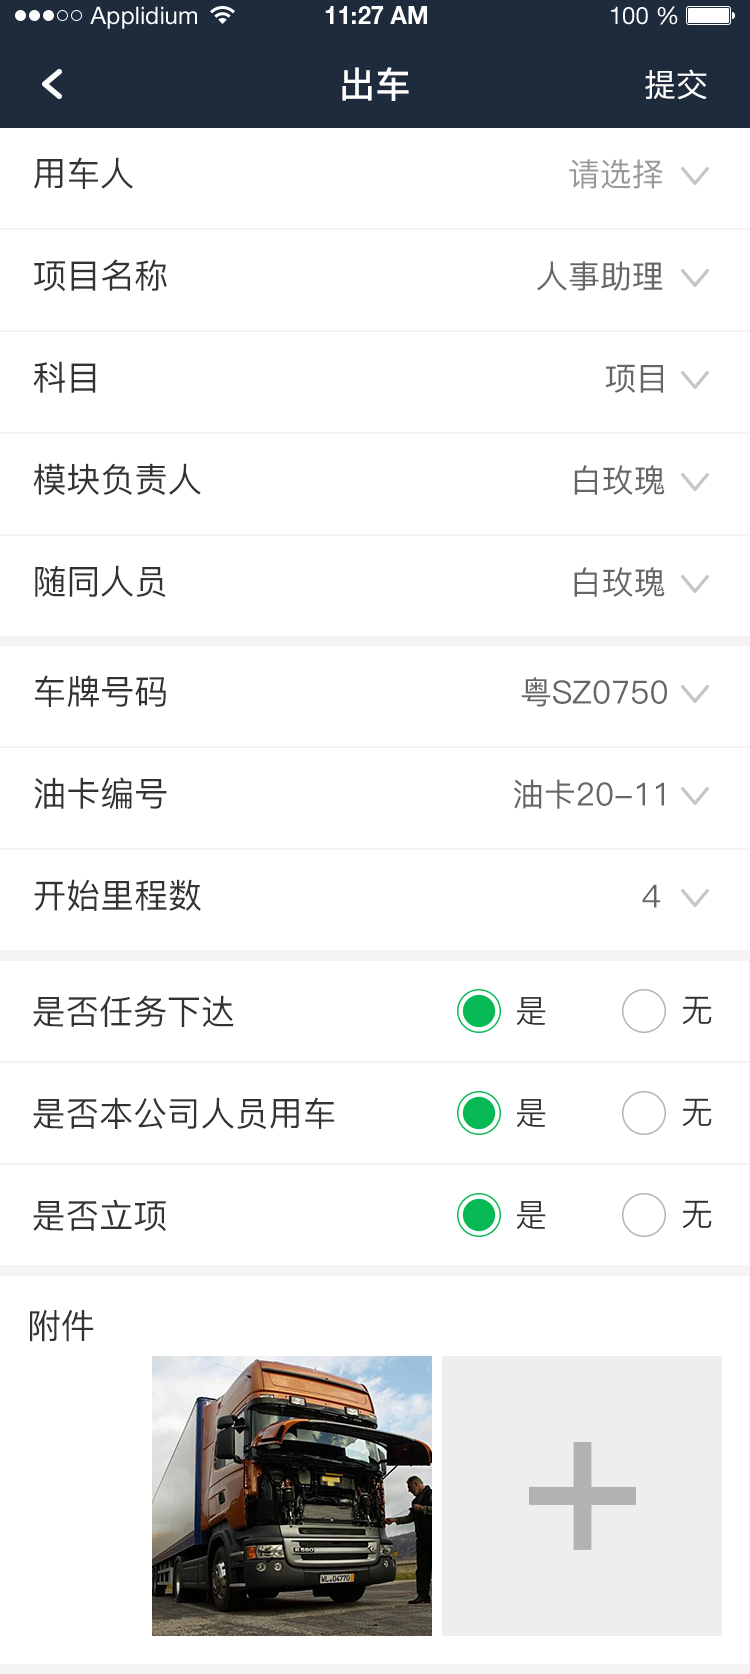 Applidium 11:27 AM 100 %
出车 提交
用车人 请选择
项目名称 人事助理
科目 项目
模块负责人 白玫瑰
随同人员 白玫瑰
车牌号码 粤SZ0750
油卡编号 油卡20-11
开始里程数 4
是否任务下达 是 无
是否本公司人员用车 是 无
是否立项 是 无
附件